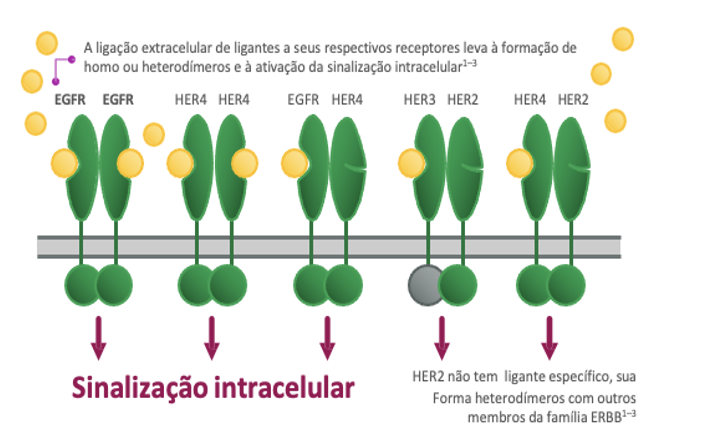 A ligação extracelular de ligantes a seus respectivos receptores leva à formação de
homo ou heterodímeros e à ativação da sinalização intracelular¹⁻³
EGFR EGFR HER4 HER4 EGFR HER4 HER3 HER2 HER4 HER2
Sinalização intracelular
HER2 não tem ligante específico, sua
Forma heterodímeros com outros
membros da família ERBB¹⁻³